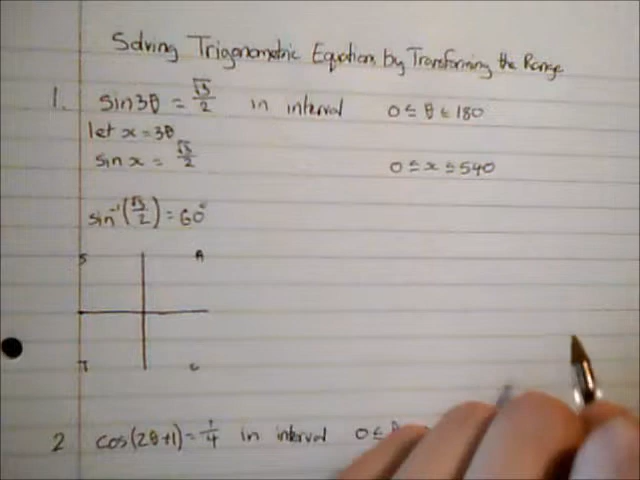 Solving Trigonometric Equations by Transforming the Range
1. sin3θ = √3/2 in interval 0 ≤ θ ≤ 180
let x = 3θ
sin x = √3/2 0 ≤ x ≤ 540
sin⁻¹(√3/2) = 60°
S A
T C
2 cos(2θ+1) = 1/4 in interval 0 ≤